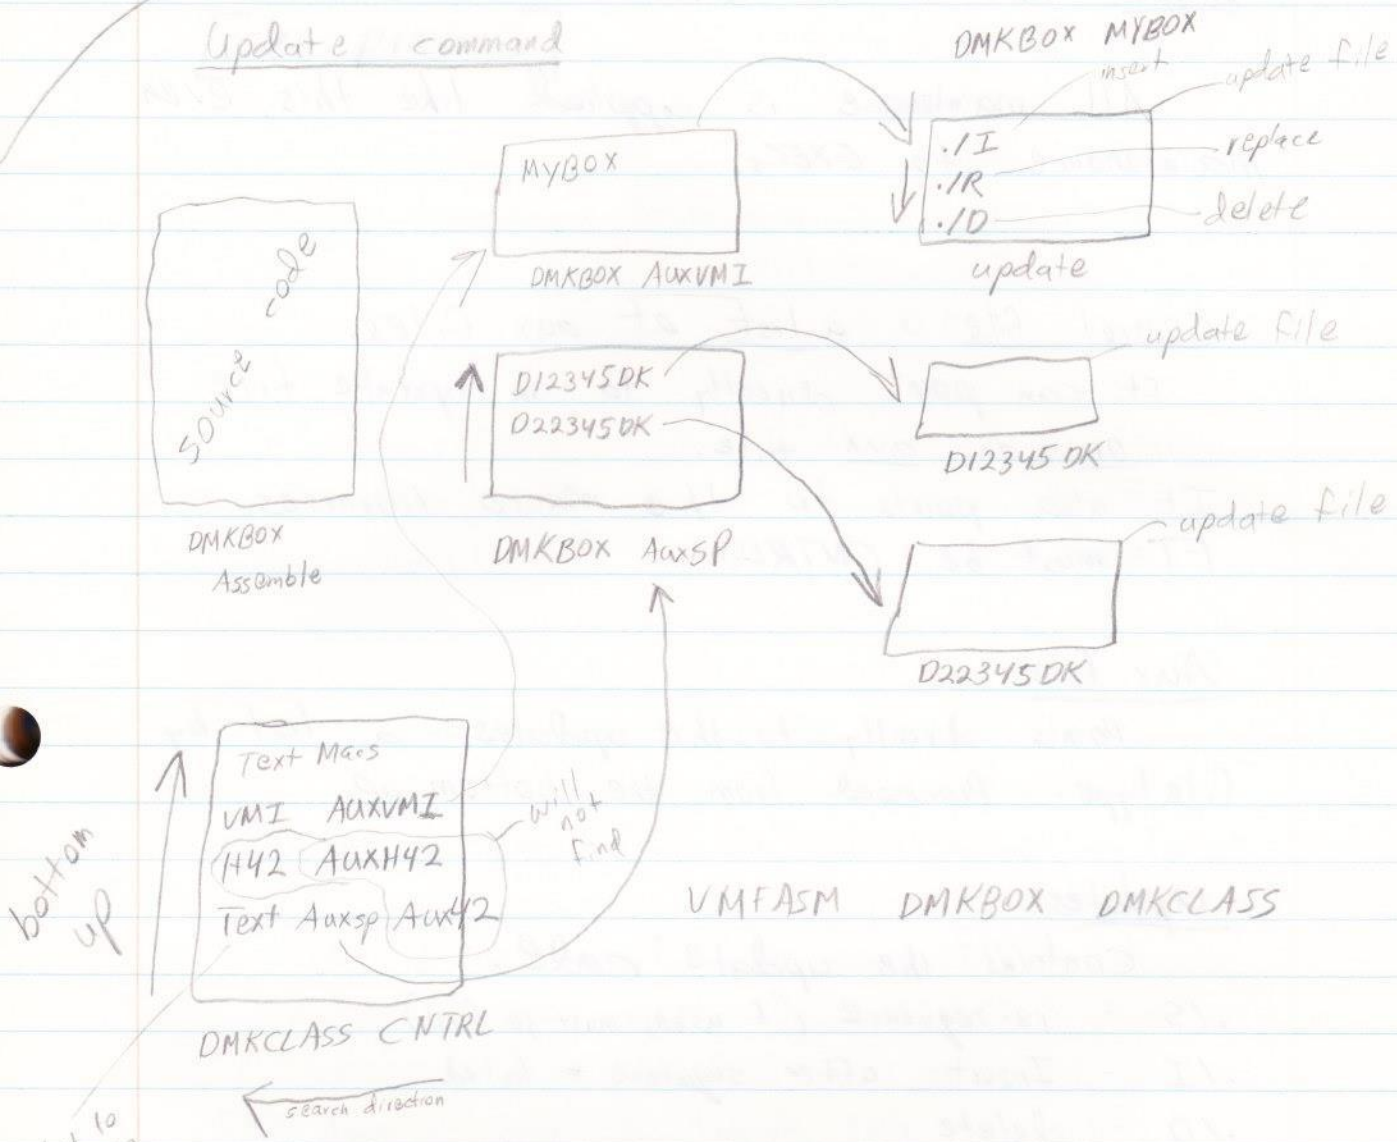 Update command
DMKBOX MYBOX
insert
update file
./I
replace
./R
./D
delete
update
MYBOX
DMKBOX AUXVMI
Source code
DMKBOX
Assemble
update file
D12345DK
D22345DK
D12345DK
DMKBOX AuxSP
update file
D22345DK
Text Macs
VMI AUXVMI
H42 AUXH42
Text Auxsp Aux42
will
not
find
bottom
up
VMFASM DMKBOX DMKCLASS
DMKCLASS CNTRL
search direction